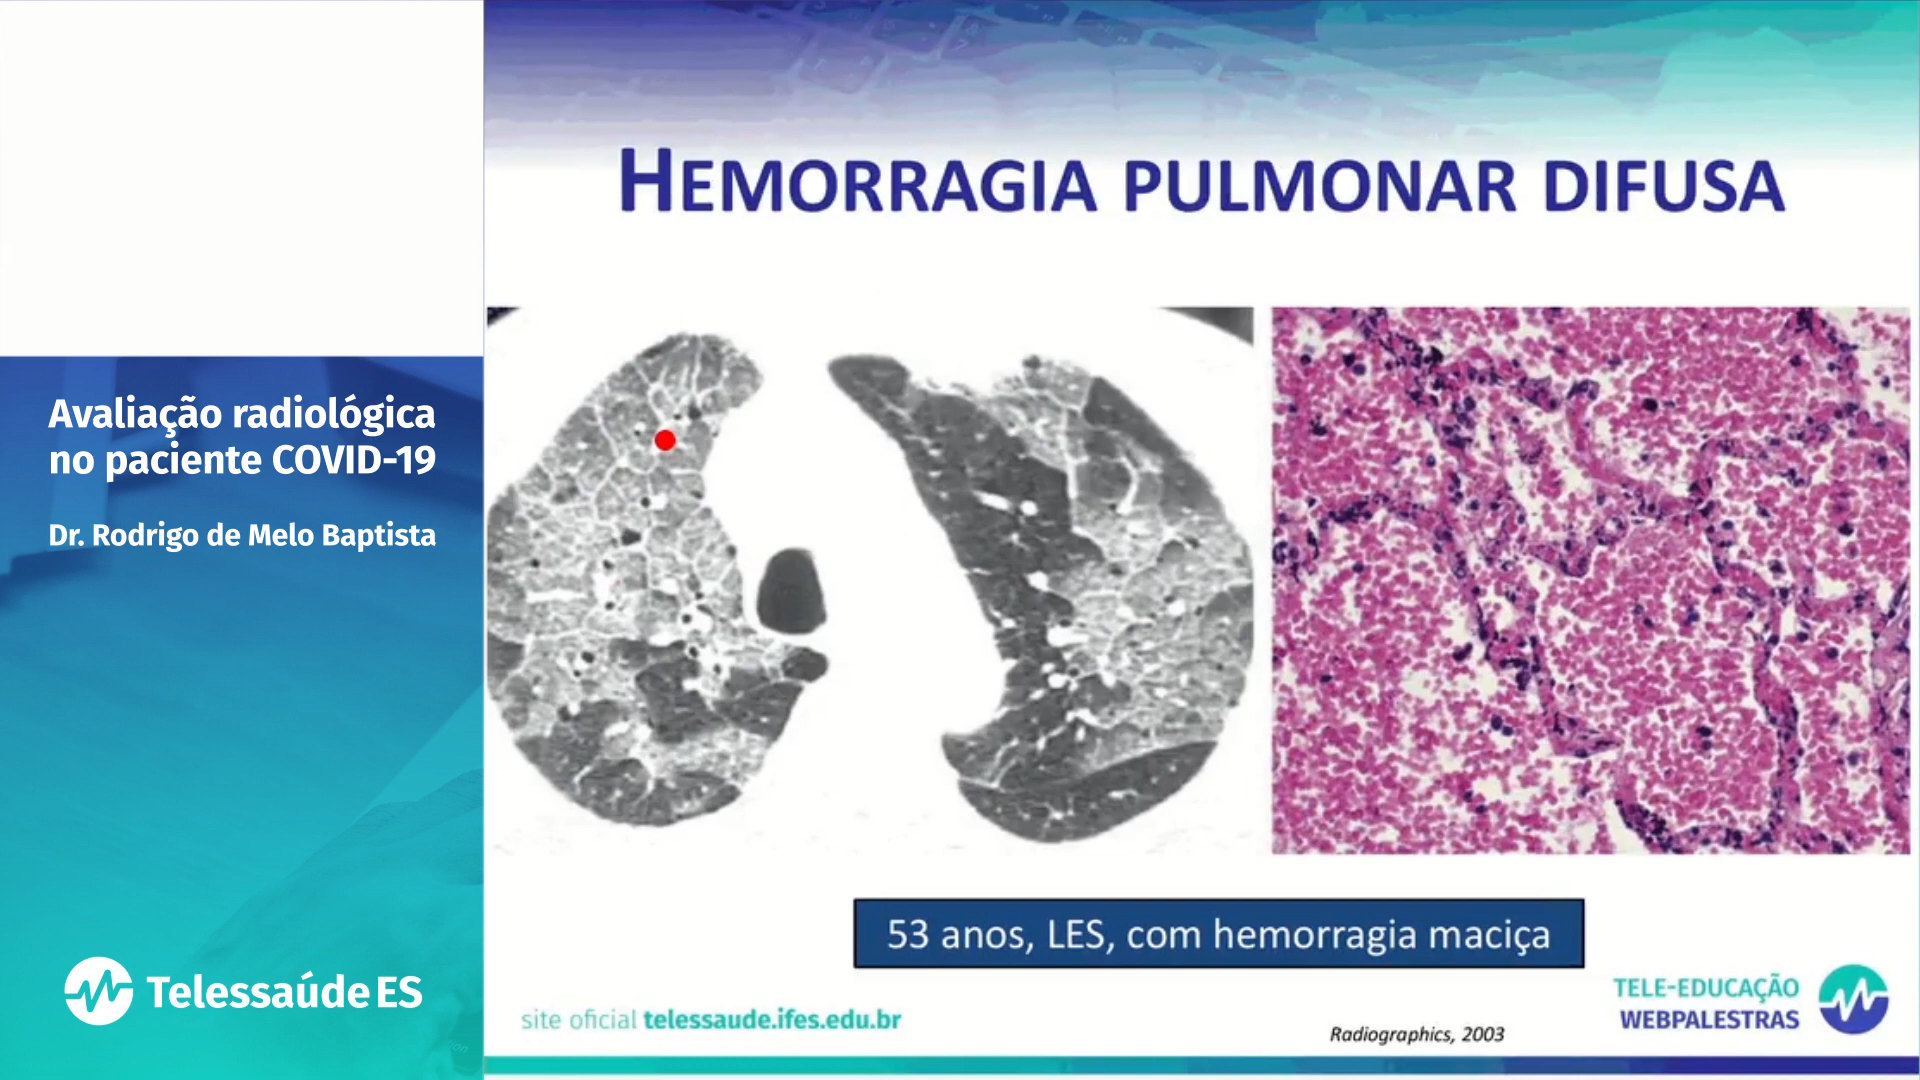 Avaliação radiológica
no paciente COVID-19
Dr. Rodrigo de Melo Baptista
Telessaúde ES
HEMORRAGIA PULMONAR DIFUSA
53 anos, LES, com hemorragia maciça
site oficial telessaude.ifes.edu.br
Radiographics, 2003
TELE-EDUCAÇÃO
WEBPALESTRAS